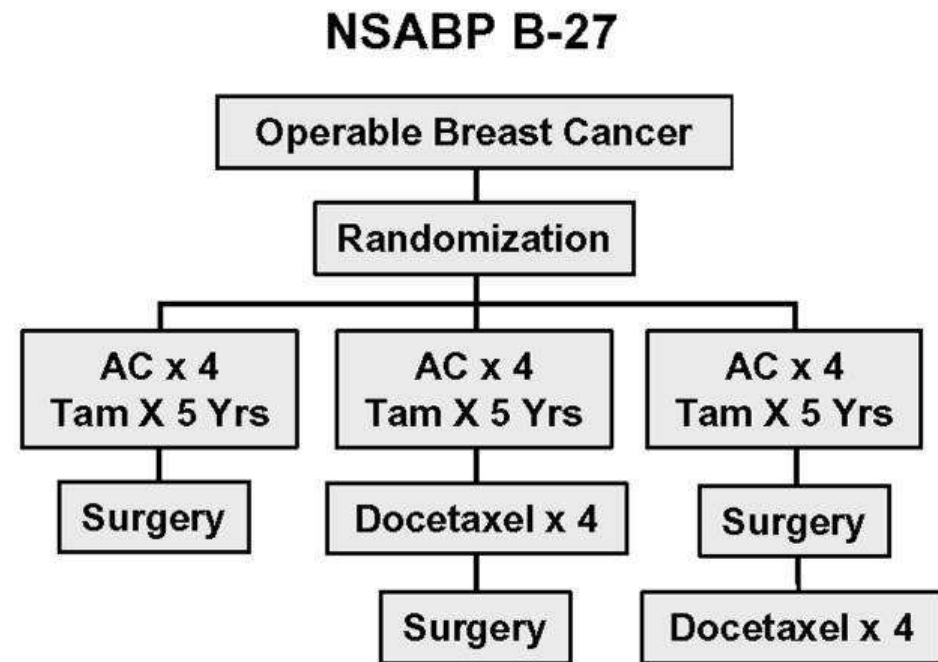 NSABP B-27
Operable Breast Cancer
Randomization
AC x 4
Tam X 5 Yrs
Surgery
AC x 4
Tam X 5 Yrs
Docetaxel x 4
Surgery
AC x 4
Tam X 5 Yrs
Surgery
Docetaxel x 4